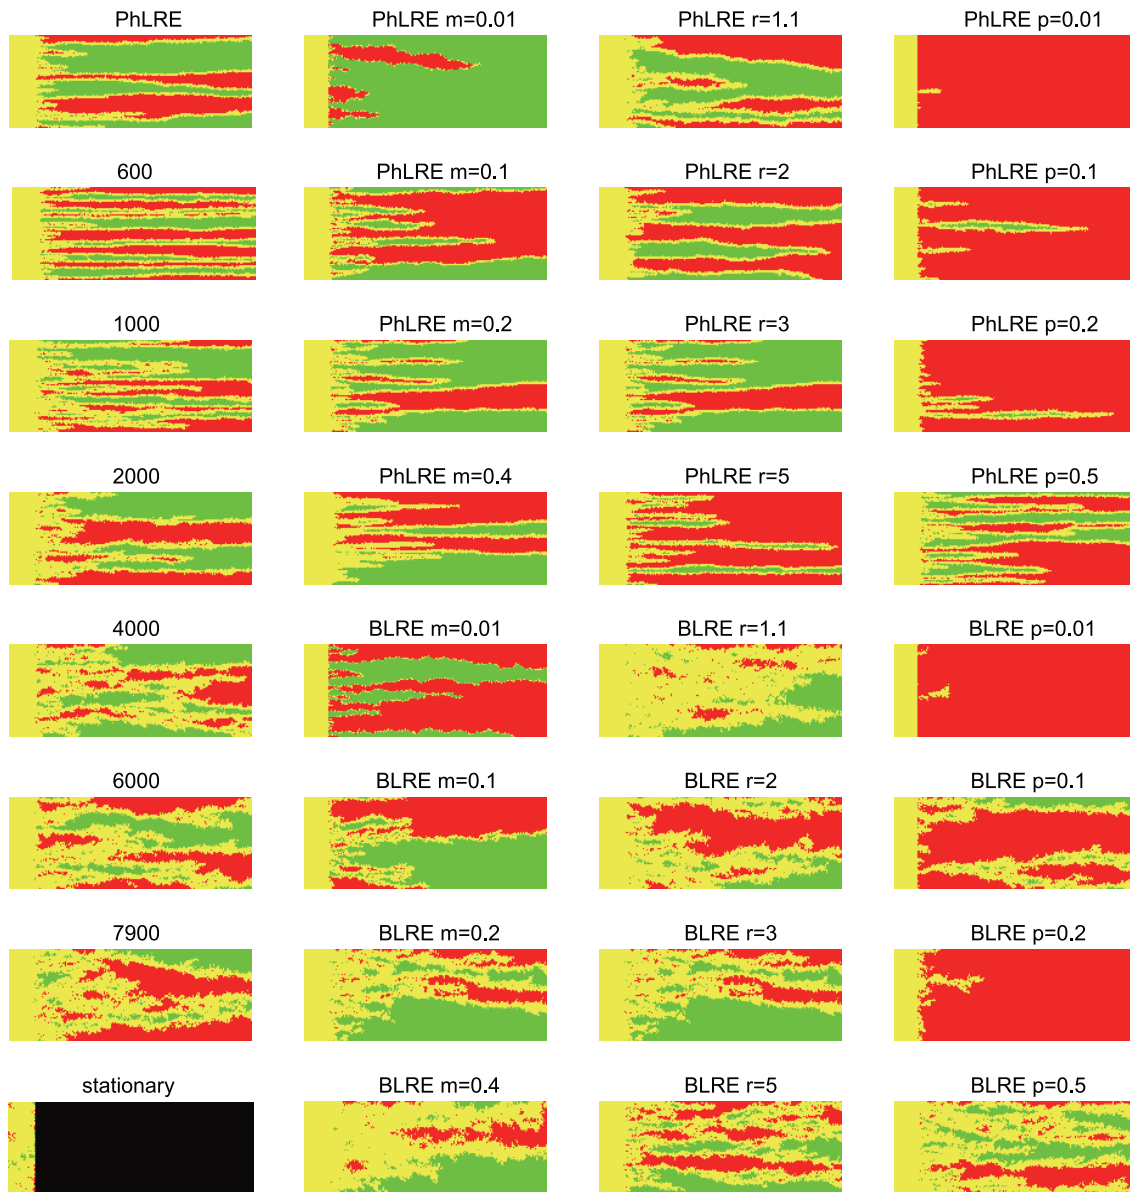 PhLRE PhLRE m=0.01 PhLRE r=1.1 PhLRE p=0.01
600 PhLRE m=0.1 PhLRE r=2 PhLRE p=0.1
1000 PhLRE m=0.2 PhLRE r=3 PhLRE p=0.2
2000 PhLRE m=0.4 PhLRE r=5 PhLRE p=0.5
4000 BLRE m=0.01 BLRE r=1.1 BLRE p=0.01
6000 BLRE m=0.1 BLRE r=2 BLRE p=0.1
7900 BLRE m=0.2 BLRE r=3 BLRE p=0.2
stationary BLRE m=0.4 BLRE r=5 BLRE p=0.5